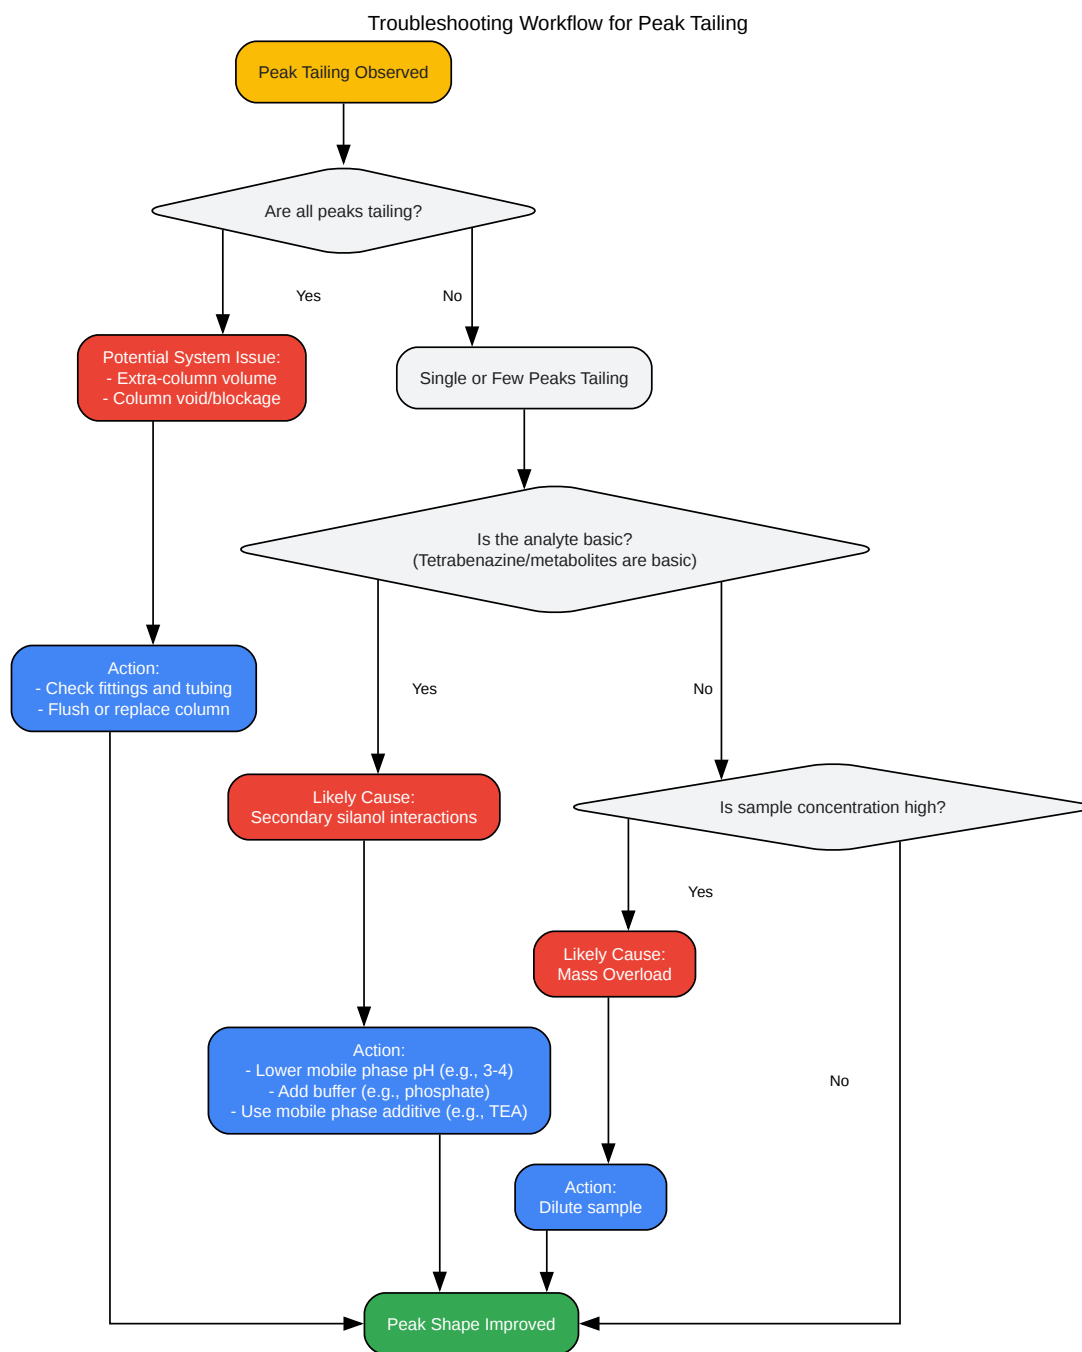 Troubleshooting Workflow for Peak Tailing
Peak Tailing Observed
Are all peaks tailing?
Yes
No
Potential System Issue:
- Extra-column volume
- Column void/blockage
Single or Few Peaks Tailing
Is the analyte basic?
(Tetrabenazine/metabolites are basic)
Action:
- Check fittings and tubing
- Flush or replace column
Yes
No
Likely Cause:
Secondary silanol interactions
Is sample concentration high?
Yes
Likely Cause:
Mass Overload
Action:
- Lower mobile phase pH (e.g., 3-4)
- Add buffer (e.g., phosphate)
- Use mobile phase additive (e.g., TEA)
No
Action:
Dilute sample
Peak Shape Improved